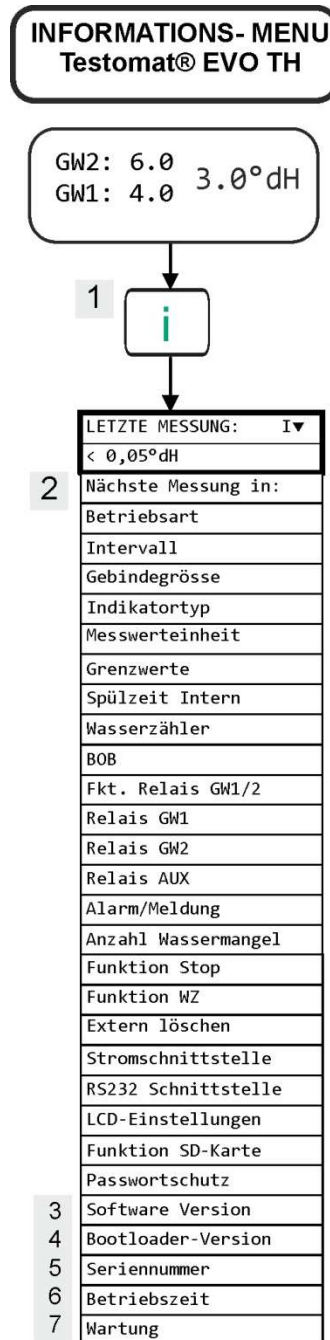 INFORMATIONS- MENU
Testomat® EVO TH
GW2: 6.0
GW1: 4.0
3.0°dH
1
i
LETZTE MESSUNG: I▼
< 0,05°dH
2 Nächste Messung in:
Betriebsart
Intervall
Gebindegrösse
Indikatortyp
Messwerteinheit
Grenzwerte
Spülzeit Intern
Wasserzähler
BOB
Fkt. Relais GW1/2
Relais GW1
Relais GW2
Relais AUX
Alarm/Meldung
Anzahl Wassermangel
Funktion Stop
Funktion WZ
Extern löschen
Stromschnittstelle
RS232 Schnittstelle
LCD-Einstellungen
Funktion SD-Karte
Passwortschutz
3 Software Version
4 Bootloader-Version
5 Seriennummer
6 Betriebszeit
7 Wartung